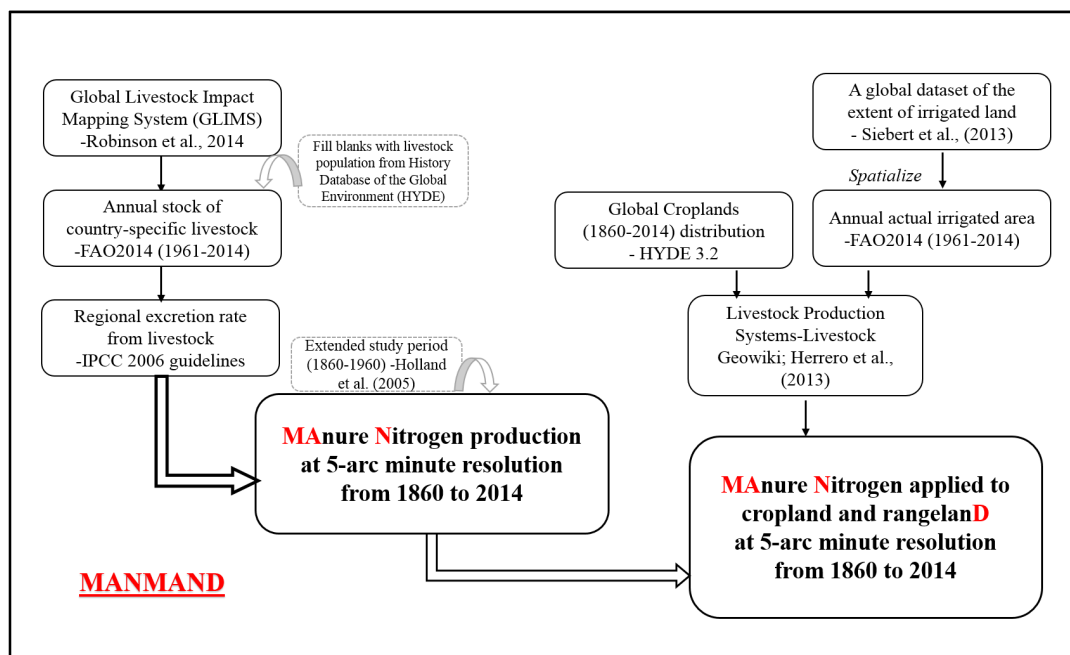 Global Livestock Impact
Mapping System (GLIMS)
-Robinson et al., 2014
Fill blanks with livestock
population from History
Database of the Global
Environment (HYDE)
Annual stock of
country-specific livestock
-FAO2014 (1961-2014)
Regional excretion rate
from livestock
-IPCC 2006 guidelines
Extended study period
(1860-1960) -Holland
et al. (2005)
MAnure Nitrogen production
at 5-arc minute resolution
from 1860 to 2014
A global dataset of the
extent of irrigated land
- Siebert et al., (2013)
Spatialize
Global Croplands
(1860-2014) distribution
- HYDE 3.2
Annual actual irrigated area
-FAO2014 (1961-2014)
Livestock Production
Systems-Livestock
Geowiki; Herrero et al.,
(2013)
MAnure Nitrogen applied to
cropland and rangelanD
at 5-arc minute resolution
from 1860 to 2014
MANMAND